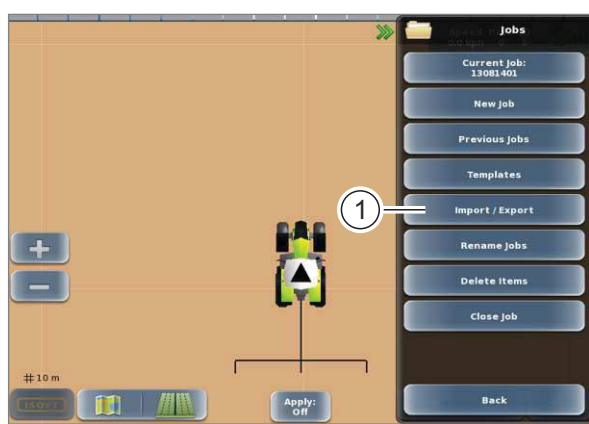 Jobs
Current Job:
13081401
New Job
Previous Jobs
Templates
1
Import / Export
Rename Jobs
Delete Items
Close Job
10 m
ISOVT
Apply:
Off
Back